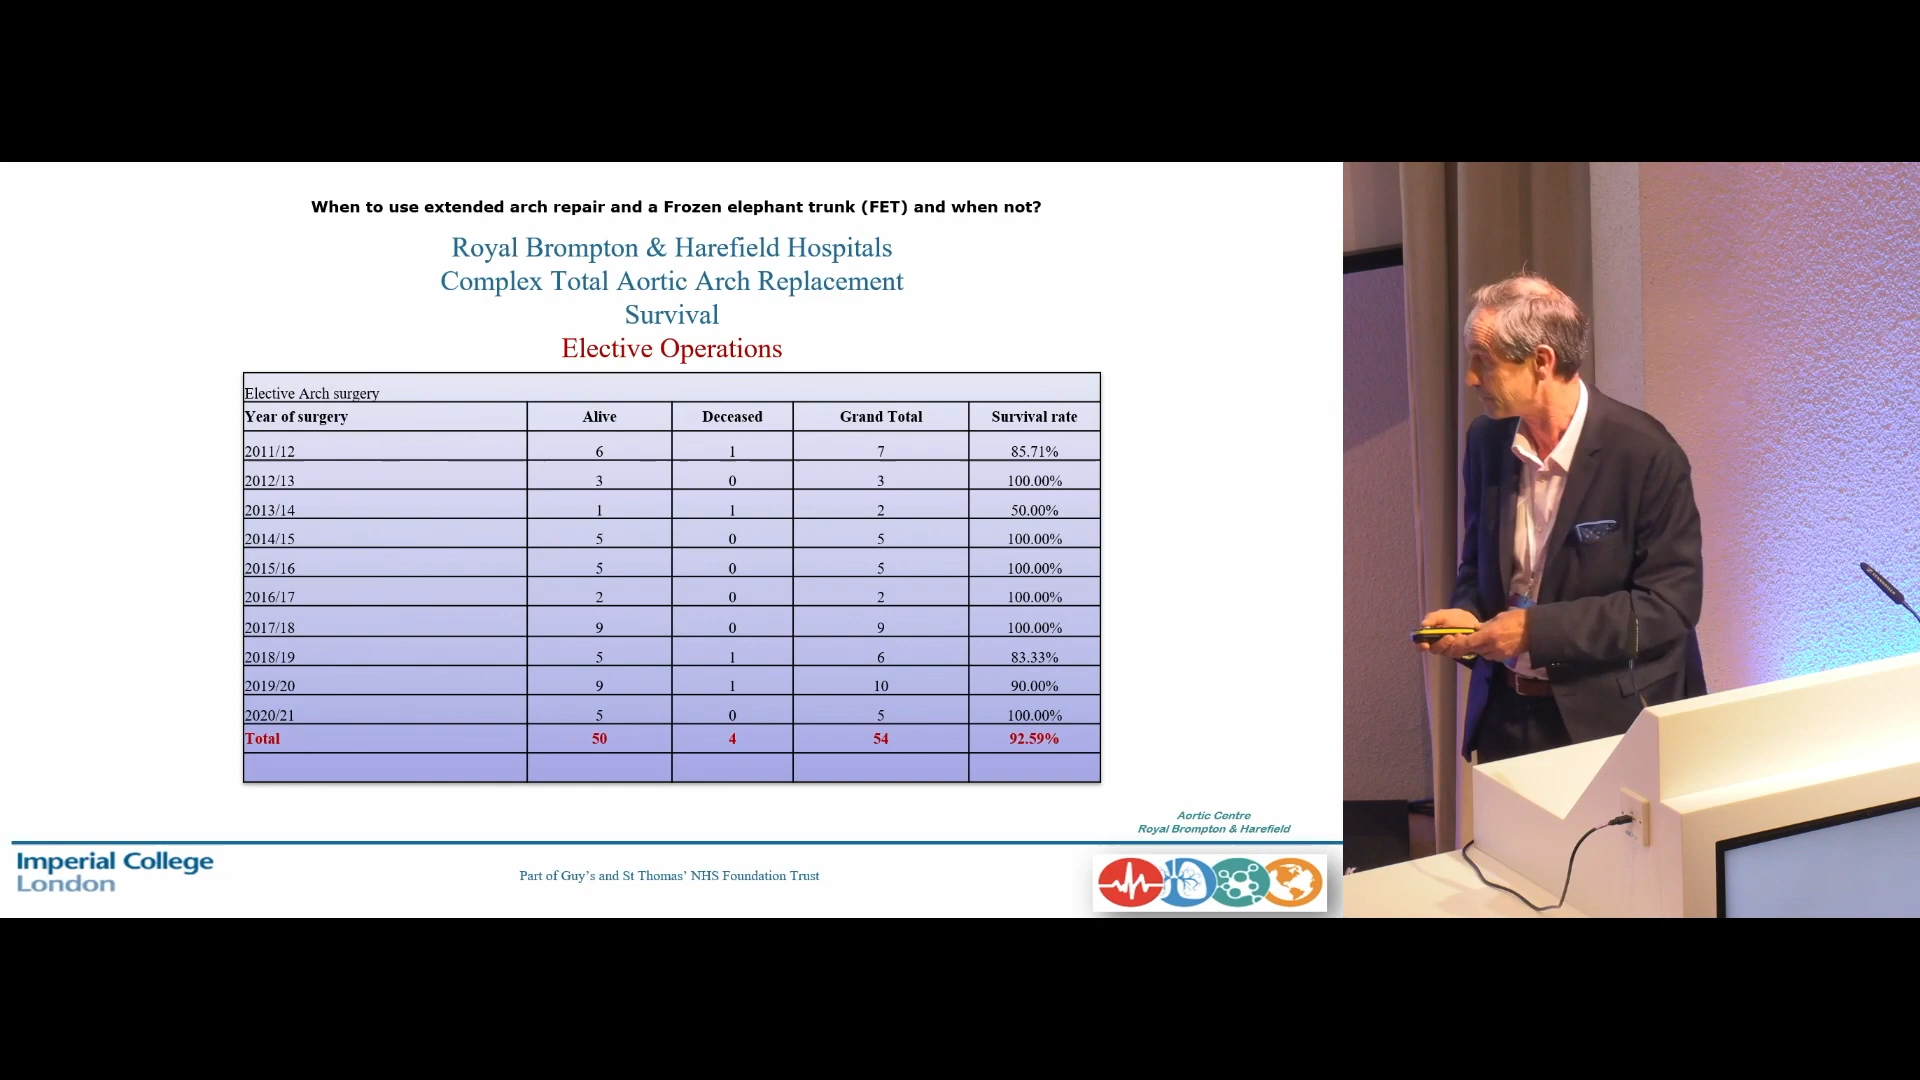 When to use extended arch repair and a Frozen elephant trunk (FET) and when not?
Royal Brompton & Harefield Hospitals
Complex Total Aortic Arch Replacement
Survival
Elective Operations
Elective Arch surgery
Year of surgery Alive Deceased Grand Total Survival rate
2011/12 6 1 7 85.71%
2012/13 3 0 3 100.00%
2013/14 1 1 2 50.00%
2014/15 5 0 5 100.00%
2015/16 5 0 5 100.00%
2016/17 2 0 2 100.00%
2017/18 9 0 9 100.00%
2018/19 5 1 6 83.33%
2019/20 9 1 10 90.00%
2020/21 5 0 5 100.00%
Total 50 4 54 92.59%
Aortic Centre
Royal Brompton & Harefield
Imperial College
London
Part of Guy's and St Thomas' NHS Foundation Trust